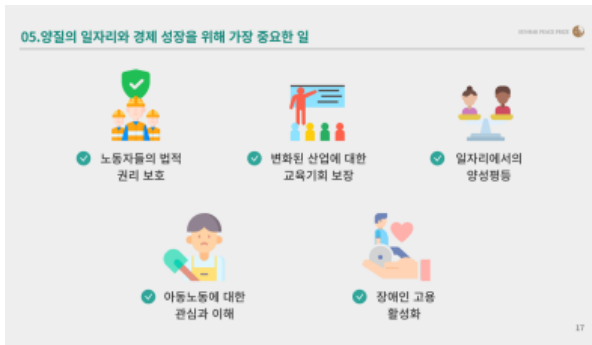 05.양질의 일자리와 경제 성장을 위해 가장 중요한 일
노동자들의 법적
권리 보호
변화된 산업에 대한
교육기회 보장
일자리에서의
양성평등
아동노동에 대한
관심과 이해
장애인 고용
활성화
17